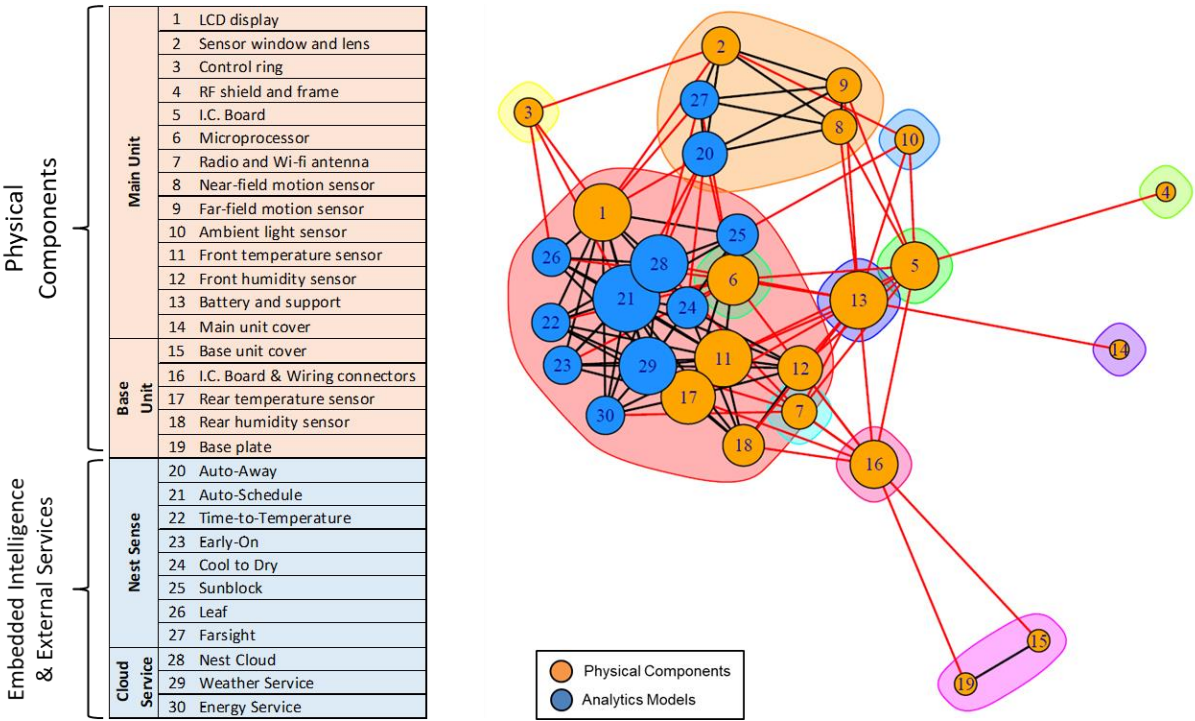 Physical
Components
Main Unit
1 LCD display
2 Sensor window and lens
3 Control ring
4 RF shield and frame
5 I.C. Board
6 Microprocessor
7 Radio and Wi-fi antenna
8 Near-field motion sensor
9 Far-field motion sensor
10 Ambient light sensor
11 Front temperature sensor
12 Front humidity sensor
13 Battery and support
14 Main unit cover
Base
Unit
15 Base unit cover
16 I.C. Board & Wiring connectors
17 Rear temperature sensor
18 Rear humidity sensor
19 Base plate
Embedded Intelligence
& External Services
Nest Sense
20 Auto-Away
21 Auto-Schedule
22 Time-to-Temperature
23 Early-On
24 Cool to Dry
25 Sunblock
26 Leaf
27 Farsight
Cloud
Service
28 Nest Cloud
29 Weather Service
30 Energy Service
2
27
9
3
8
10
20
4
1
25
26
28
6
5
21
24
13
22
14
23
29
11
12
17
7
30
18
16
15
19
Physical Components
Analytics Models